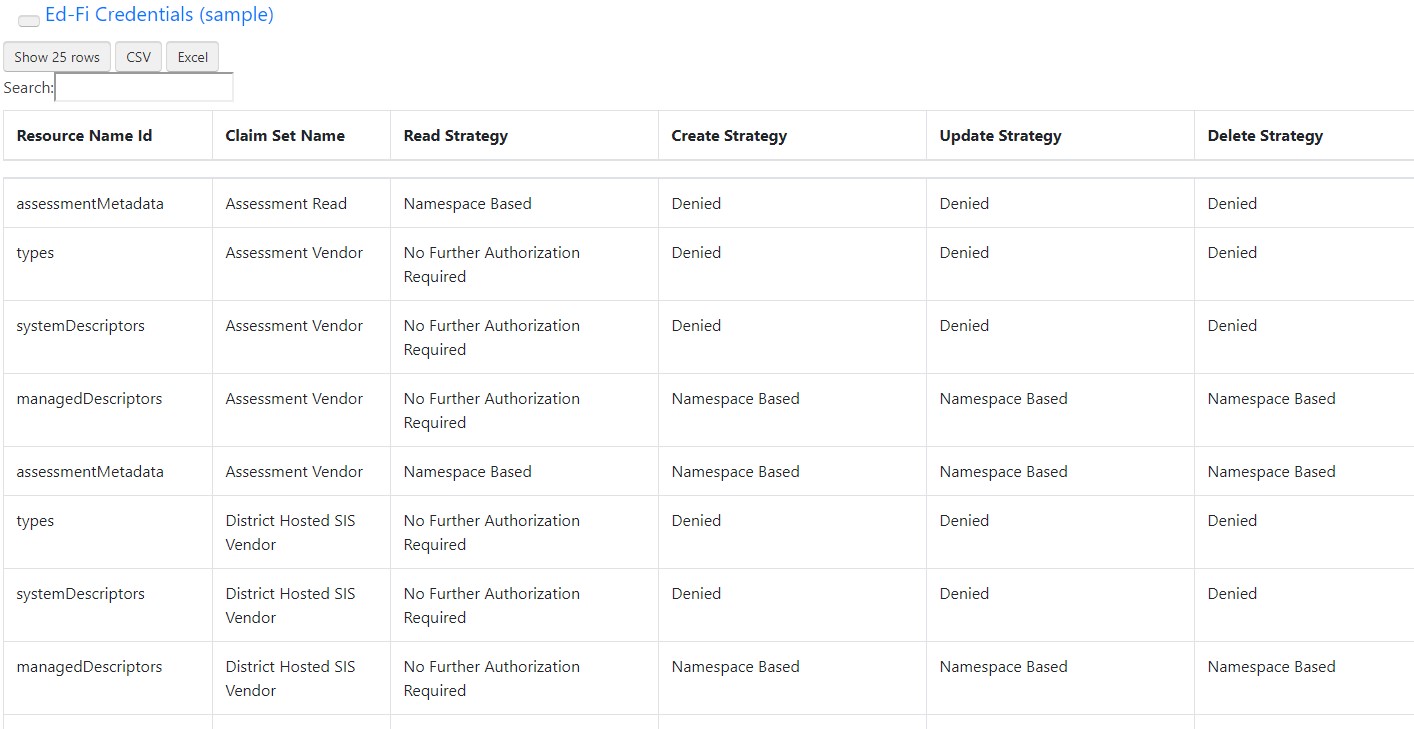 Ed-Fi Credentials (sample)
Show 25 rows CSV Excel
Search:
Resource Name Id Claim Set Name Read Strategy Create Strategy Update Strategy Delete Strategy
assessmentMetadata Assessment Read Namespace Based Denied Denied Denied
types Assessment Vendor No Further Authorization Denied Denied Denied
Required
systemDescriptors Assessment Vendor No Further Authorization Denied Denied Denied
Required
managedDescriptors Assessment Vendor No Further Authorization Namespace Based Namespace Based Namespace Based
Required
assessmentMetadata Assessment Vendor Namespace Based Namespace Based Namespace Based Namespace Based
types District Hosted SIS No Further Authorization Denied Denied Denied
Vendor Required
systemDescriptors District Hosted SIS No Further Authorization Denied Denied Denied
Vendor Required
managedDescriptors District Hosted SIS No Further Authorization Namespace Based Namespace Based Namespace Based
Vendor Required